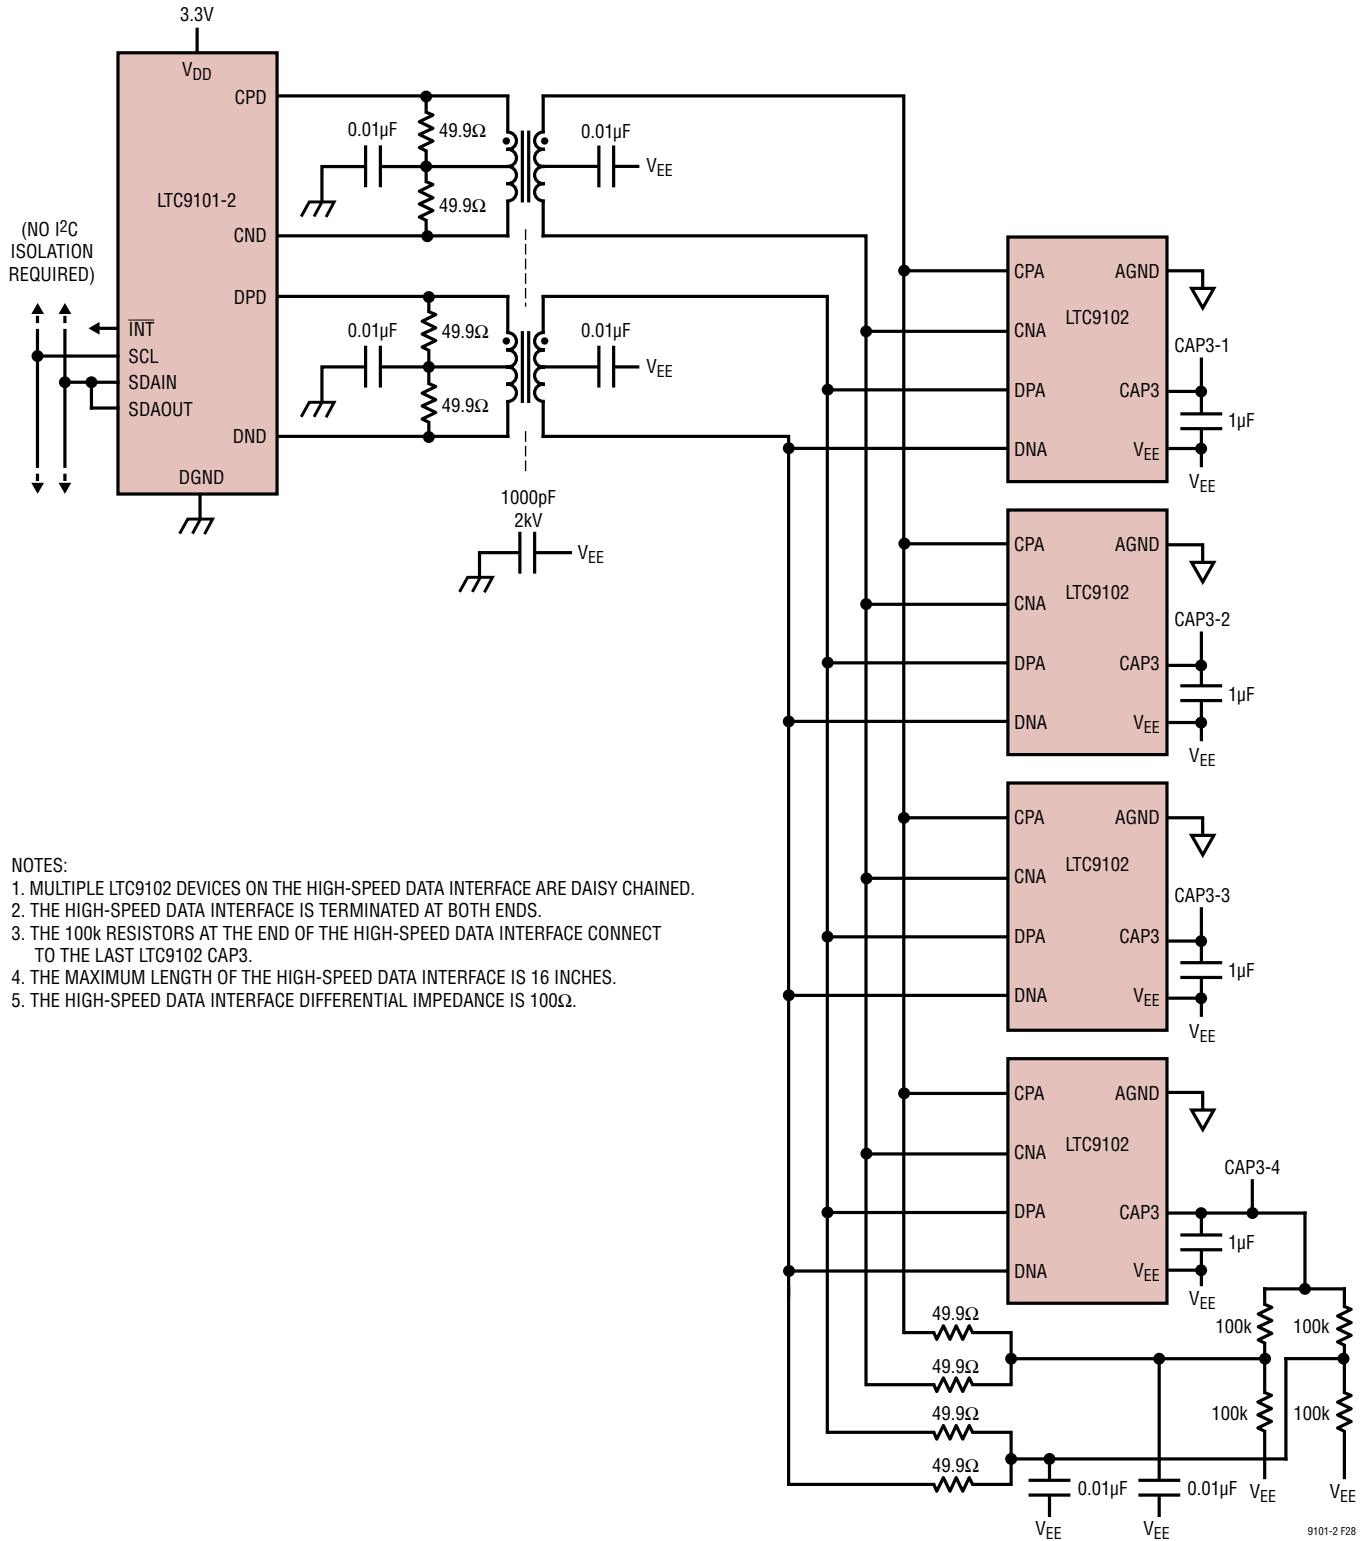 3.3V
VDD
CPD
0.01µF
49.9Ω
0.01µF
VEE
LTC9101-2
49.9Ω
(NO I2C
ISOLATION
REQUIRED)
CND
DPD
INT
0.01µF
49.9Ω
0.01µF
VEE
SCL
SDAIN
SDAOUT
49.9Ω
DND
DGND
1000pF
2kV
VEE
CPA
AGND
LTC9102
CNA
CAP3-1
DPA
CAP3
1µF
DNA
VEE
VEE
CPA
AGND
LTC9102
CNA
CAP3-2
DPA
CAP3
1µF
DNA
VEE
VEE
CPA
AGND
LTC9102
CNA
CAP3-3
DPA
CAP3
1µF
DNA
VEE
VEE
NOTES:
1. MULTIPLE LTC9102 DEVICES ON THE HIGH-SPEED DATA INTERFACE ARE DAISY CHAINED.
2. THE HIGH-SPEED DATA INTERFACE IS TERMINATED AT BOTH ENDS.
3. THE 100k RESISTORS AT THE END OF THE HIGH-SPEED DATA INTERFACE CONNECT
TO THE LAST LTC9102 CAP3.
4. THE MAXIMUM LENGTH OF THE HIGH-SPEED DATA INTERFACE IS 16 INCHES.
5. THE HIGH-SPEED DATA INTERFACE DIFFERENTIAL IMPEDANCE IS 100Ω.
CPA
AGND
LTC9102
CNA
CAP3-4
DPA
CAP3
1µF
DNA
VEE
VEE
49.9Ω
100k
100k
49.9Ω
49.9Ω
100k
100k
49.9Ω
0.01µF
0.01µF
VEE
VEE
VEE
VEE
9101-2 F28